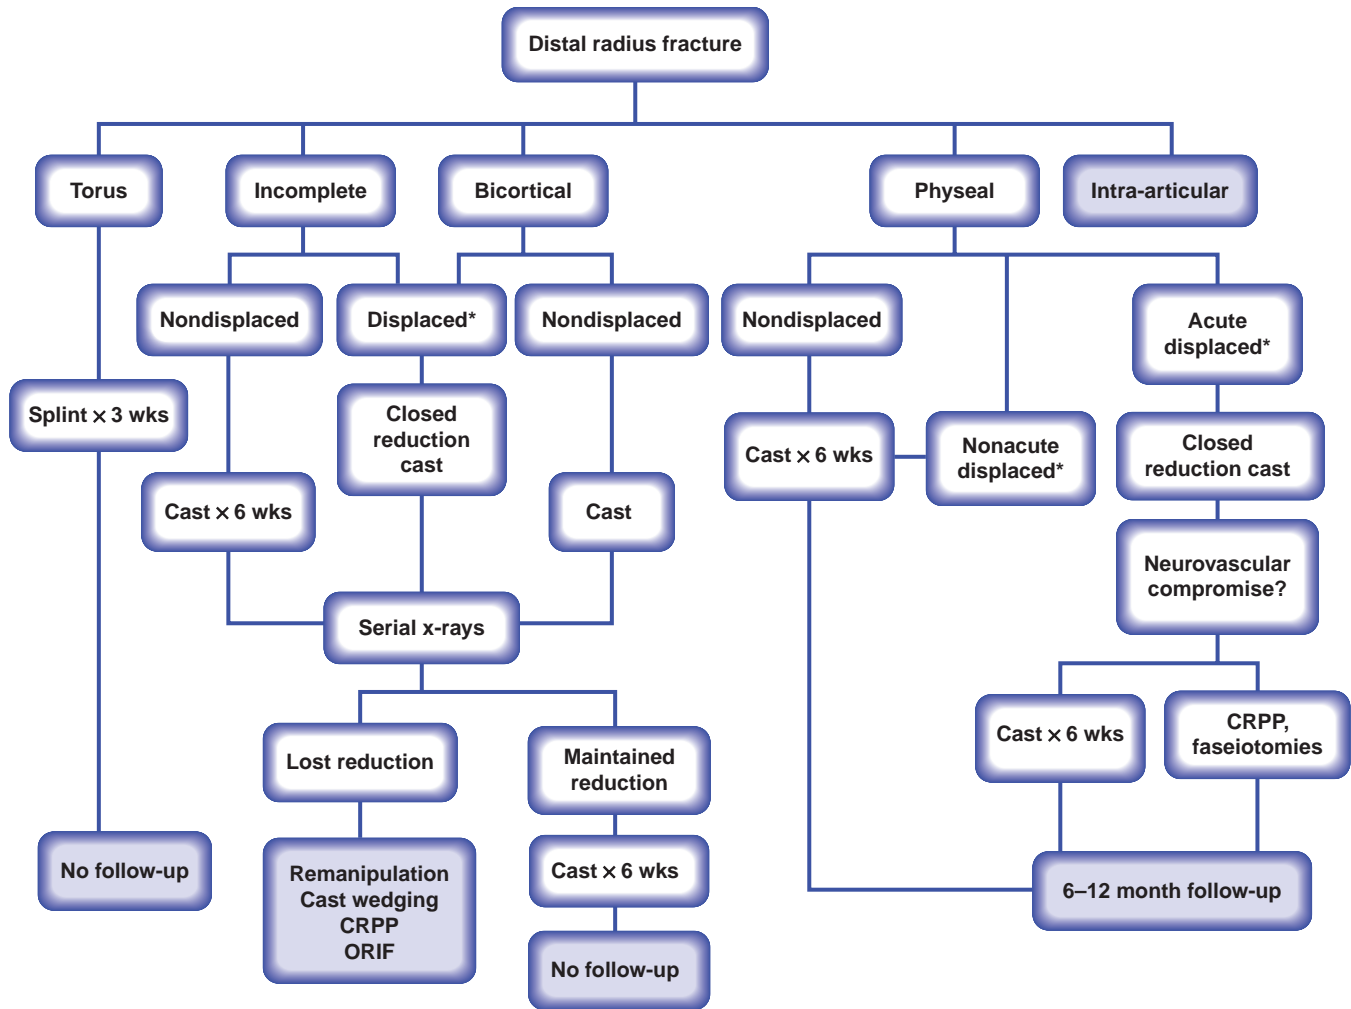 Distal radius fracture
Torus
Incomplete
Bicortical
Physeal
Intra-articular
Nondisplaced
Displaced*
Nondisplaced
Nondisplaced
Acute
displaced*
Splint × 3 wks
Closed
reduction
cast
Cast × 6 wks
Nonacute
displaced*
Closed
reduction cast
Cast × 6 wks
Cast
Neurovascular
compromise?
Serial x-rays
Lost reduction
Maintained
reduction
Cast × 6 wks
CRPP,
faseiotomies
No follow-up
Remanipulation
Cast wedging
CRPP
ORIF
Cast × 6 wks
6–12 month follow-up
No follow-up